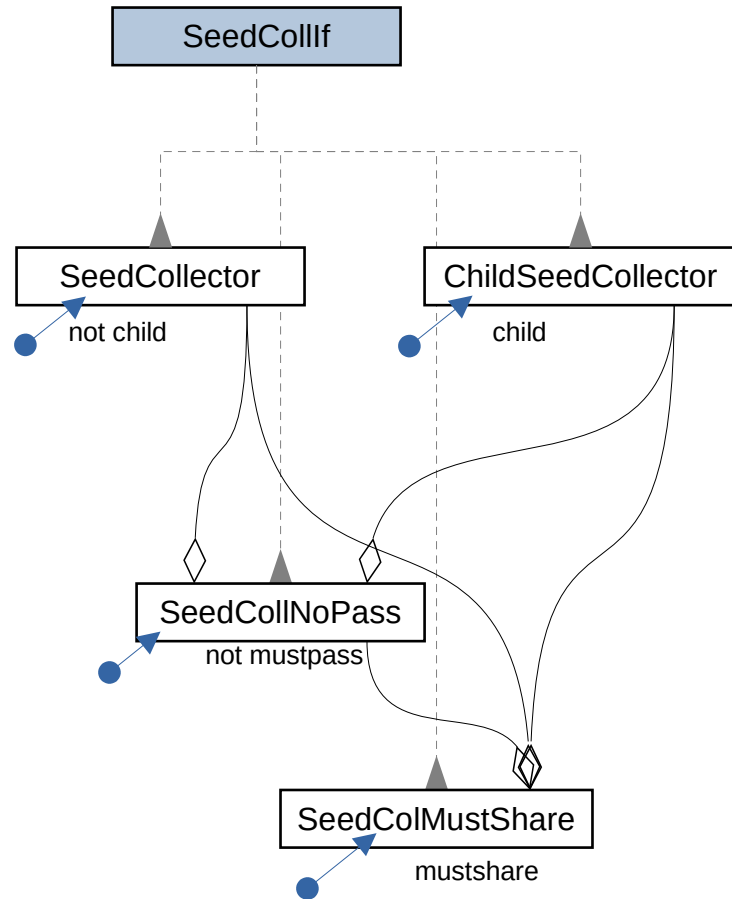 SeedCollIf
SeedCollector
ChildSeedCollector
not child
child
SeedCollNoPass
not mustpass
SeedColMustShare
mustshare